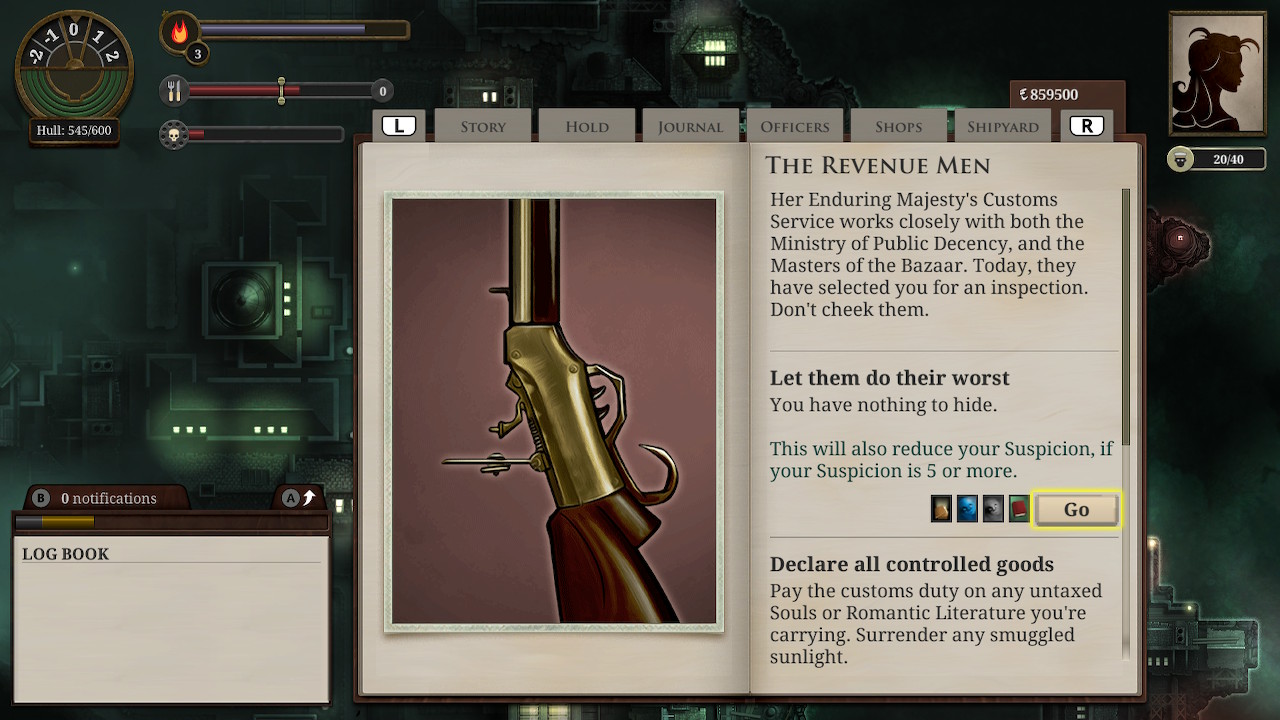 -2 -1 0 1 2
3
Hull: 545/600
0
€ 859500
L STORY HOLD JOURNAL OFFICERS SHOPS SHIPYARD R
20/40
THE REVENUE MEN
Her Enduring Majesty's Customs
Service works closely with both the
Ministry of Public Decency, and the
Masters of the Bazaar. Today, they
have selected you for an inspection.
Don't cheek them.
Let them do their worst
You have nothing to hide.
This will also reduce your Suspicion, if
your Suspicion is 5 or more.
Go
Declare all controlled goods
Pay the customs duty on any untaxed
Souls or Romantic Literature you're
carrying. Surrender any smuggled
sunlight.
B 0 notifications A
LOG BOOK